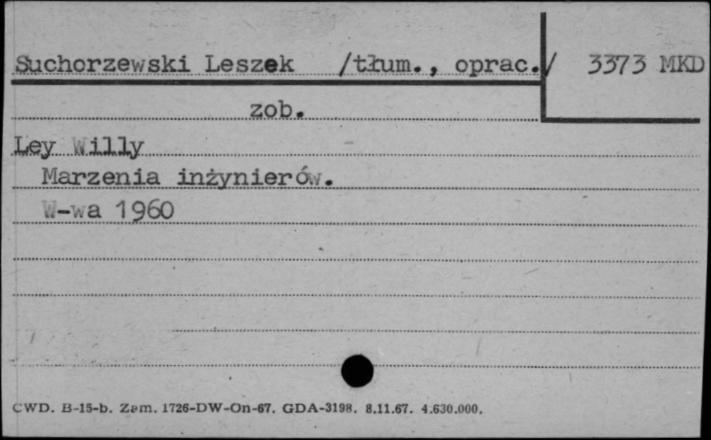 Suchorzewski Leszek /tłum., oprac./ 3373 MKD
zob.
Ley Willy
Marzenia inżynierów.
W-wa 1960
CWD. B-15-b. Zam. 1726-DW-On-67. GDA-3198. 8.11.67. 4.630.000.